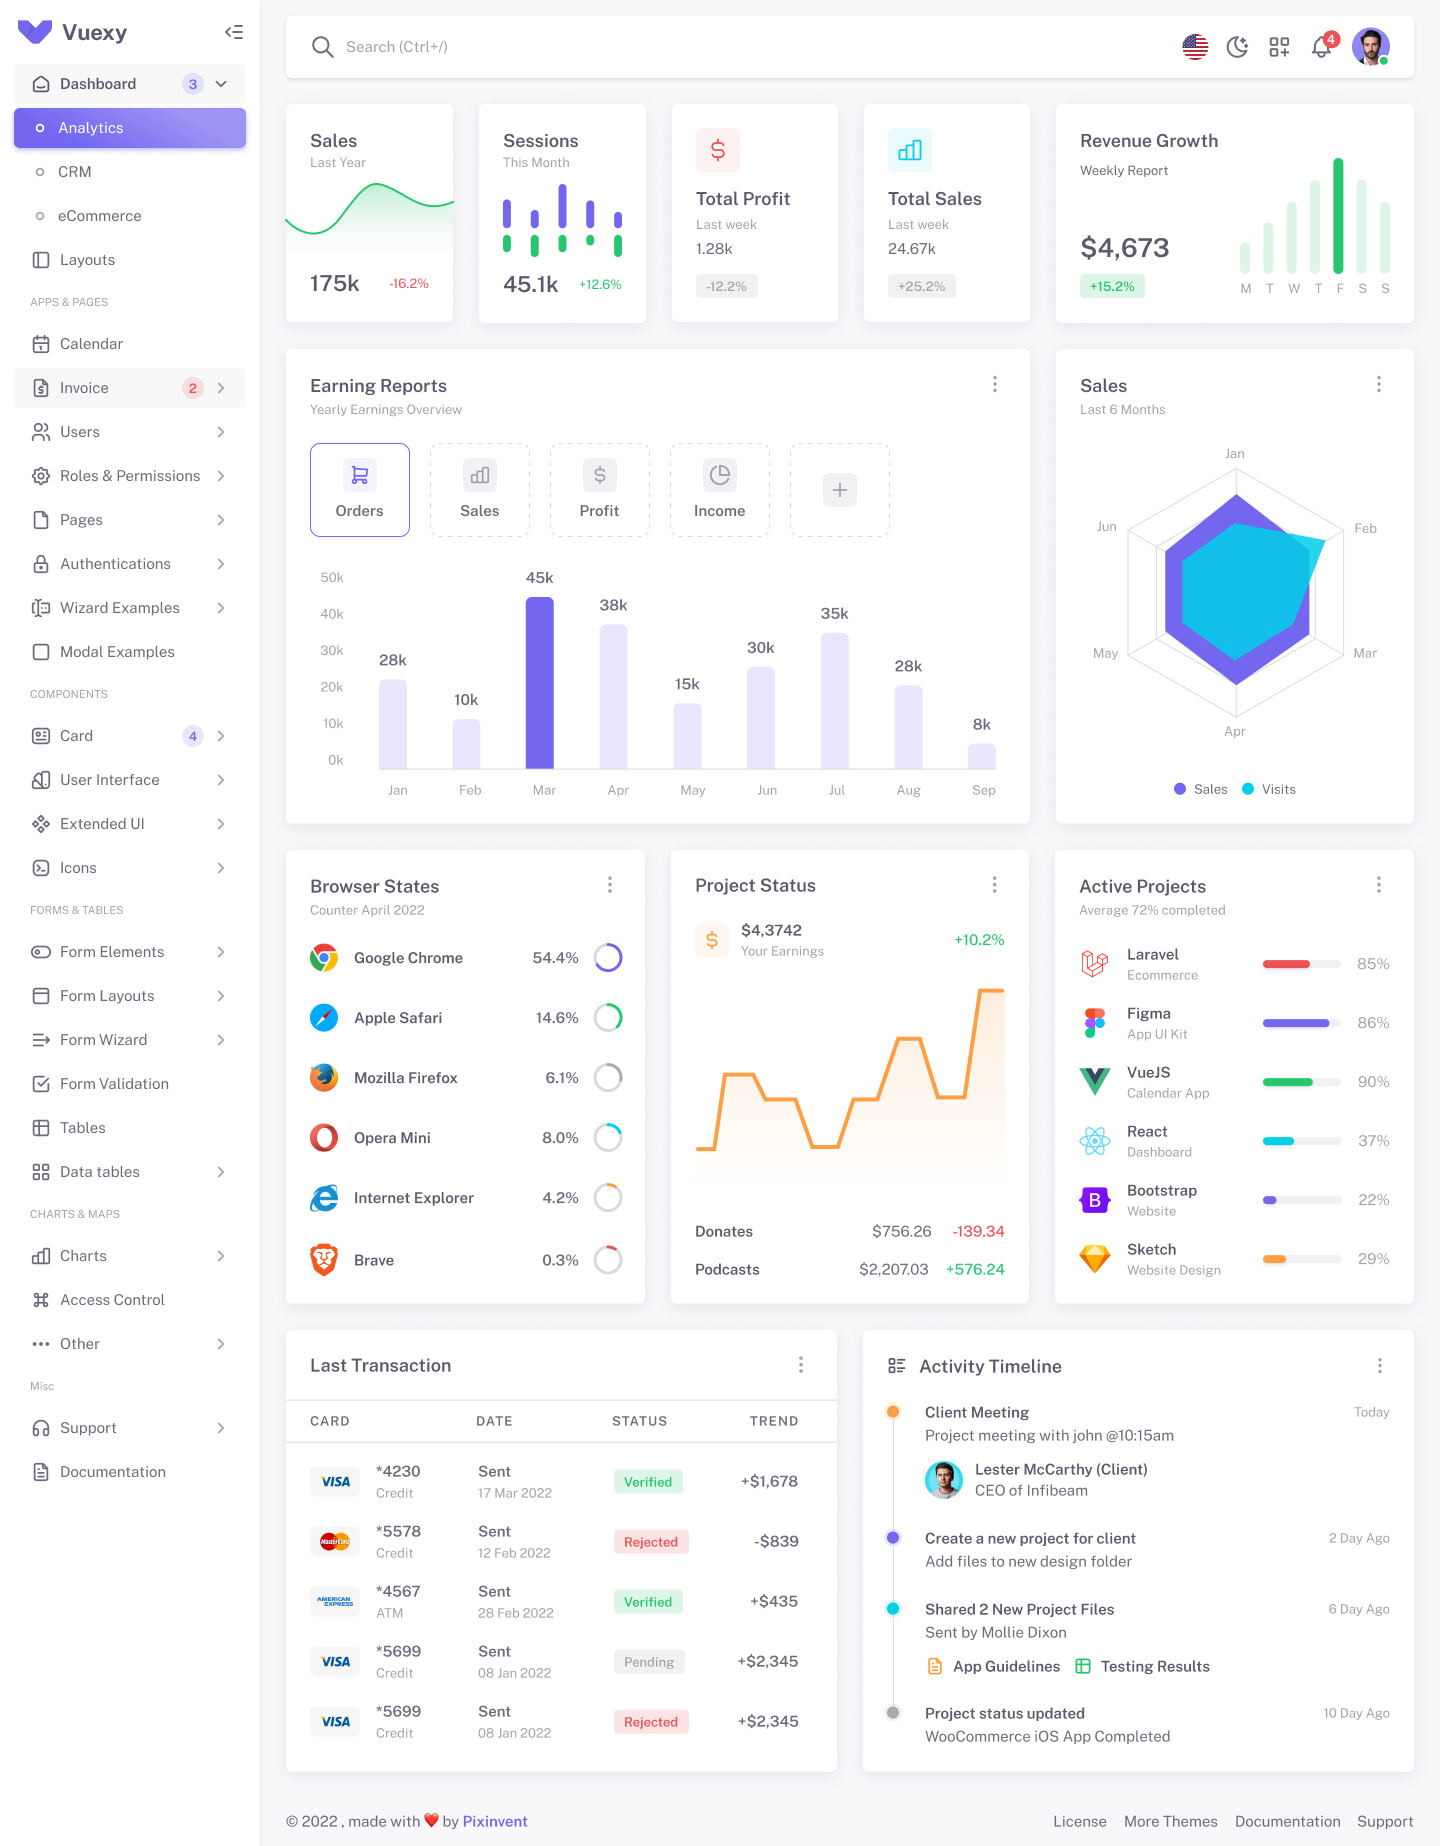 Vuexy
Dashboard 3
Analytics
CRM
eCommerce
Layouts
APPS & PAGES
Calendar
Invoice 2
Users
Roles & Permissions
Pages
Authentications
Wizard Examples
Modal Examples
COMPONENTS
Card 4
User Interface
Extended UI
Icons
FORMS & TABLES
Form Elements
Form Layouts
Form Wizard
Form Validation
Tables
Data tables
CHARTS & MAPS
Charts
Access Control
Other
Misc
Support
Documentation
Search (Ctrl+/)
4
Sales
Last Year
175k -16.2%
Sessions
This Month
45.1k +12.6%
Total Profit
Last week
1.28k
-12.2%
Total Sales
Last week
24.67k
+25.2%
Revenue Growth
Weekly Report
$4,673
+15.2%
M T W T F S S
Earning Reports
Yearly Earnings Overview
Orders Sales Profit Income
50k
40k
30k
20k
10k
0k
28k 10k 45k 38k 15k 30k 35k 28k 8k
Jan Feb Mar Apr May Jun Jul Aug Sep
Sales
Last 6 Months
Jan
Jun Feb
May Mar
Apr
Sales Visits
Browser States
Counter April 2022
Google Chrome 54.4%
Apple Safari 14.6%
Mozilla Firefox 6.1%
Opera Mini 8.0%
Internet Explorer 4.2%
Brave 0.3%
Project Status
$4,3742
Your Earnings
+10.2%
Donates $756.26 -139.34
Podcasts $2,207.03 +576.24
Active Projects
Average 72% completed
Laravel
Ecommerce
85%
Figma
App UI Kit
86%
VueJS
Calendar App
90%
React
Dashboard
37%
B
Bootstrap
Website
22%
Sketch
Website Design
29%
Last Transaction
CARD DATE STATUS TREND
VISA *4230 Sent Verified +$1,678
Credit 17 Mar 2022
MasterCard *5578 Sent Rejected -$839
Credit 12 Feb 2022
AMERICAN EXPRESS *4567 Sent Verified +$435
ATM 28 Feb 2022
VISA *5699 Sent Pending +$2,345
Credit 08 Jan 2022
VISA *5699 Sent Rejected +$2,345
Credit 08 Jan 2022
Activity Timeline
Client Meeting Today
Project meeting with john @10:15am
Lester McCarthy (Client)
CEO of Infibeam
Create a new project for client 2 Day Ago
Add files to new design folder
Shared 2 New Project Files 6 Day Ago
Sent by Mollie Dixon
App Guidelines Testing Results
Project status updated 10 Day Ago
WooCommerce iOS App Completed
© 2022 , made with ❤️ by Pixinvent
License More Themes Documentation Support